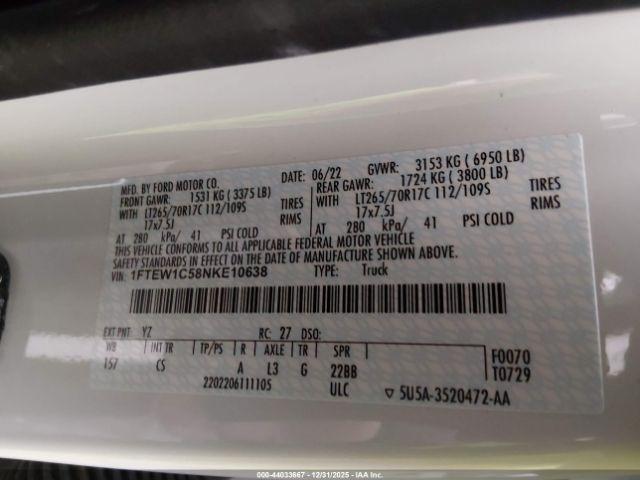 MFD. BY FORD MOTOR CO. DATE: 06/22 GVWR: 3153 KG ( 6950 LB)
FRONT GAWR: 1531 KG ( 3375 LB) REAR GAWR: 1724 KG ( 3800 LB)
WITH LT265/70R17C 112/109S TIRES WITH LT265/70R17C 112/109S TIRES
17x7.5J RIMS 17x7.5J RIMS
AT 280 kPa/ 41 PSI COLD AT 280 kPa/ 41 PSI COLD
THIS VEHICLE CONFORMS TO ALL APPLICABLE FEDERAL MOTOR VEHICLE
SAFETY STANDARDS IN EFFECT ON THE DATE OF MANUFACTURE SHOWN ABOVE.
VIN: 1FTEW1C58NKE10638 TYPE: Truck
EXT PNT: YZ RC: 27 DSO:
WB INT TR TP/PS R AXLE TR SPR F0070
157 CS A L3 G 22BB T0729
2202206111105 ULC ▽ 5U5A-3520472-AA
000-44033667 - 12/31/2025 - IAA Inc.